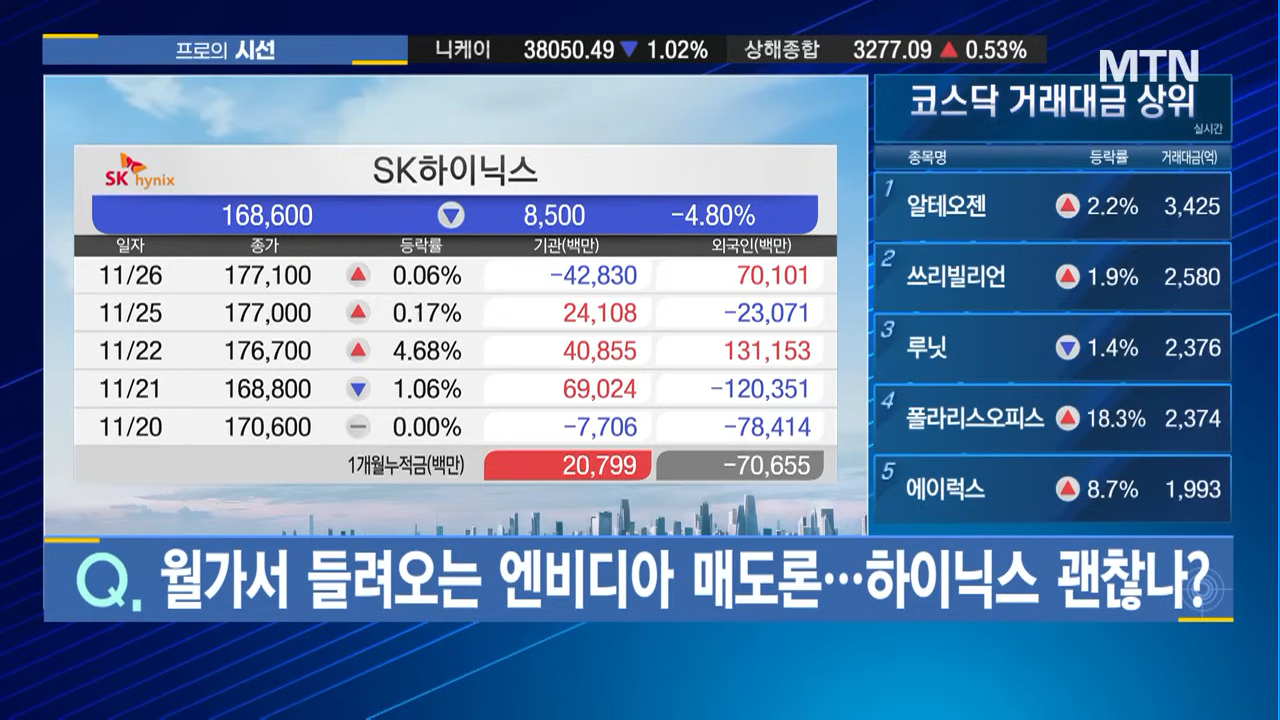 프로의 시선
니케이 38050.49 ▼ 1.02% 상해종합 3277.09 ▲ 0.53%
MTN
SK hynix
SK하이닉스
168,600 ▼ 8,500 -4.80%
일자 종가 등락률 기관(백만) 외국인(백만)
11/26 177,100 ▲ 0.06% -42,830 70,101
11/25 177,000 ▲ 0.17% 24,108 -23,071
11/22 176,700 ▲ 4.68% 40,855 131,153
11/21 168,800 ▼ 1.06% 69,024 -120,351
11/20 170,600 - 0.00% -7,706 -78,414
1개월누적금(백만) 20,799 -70,655
코스닥 거래대금 상위
실시간
종목명 등락률 거래대금(억)
1 알테오젠 ▲ 2.2% 3,425
2 쓰리빌리언 ▲ 1.9% 2,580
3 루닛 ▼ 1.4% 2,376
4 폴라리스오피스 ▲ 18.3% 2,374
5 에이럭스 ▲ 8.7% 1,993
Q. 월가서 들려오는 엔비디아 매도론…하이닉스 괜찮나?